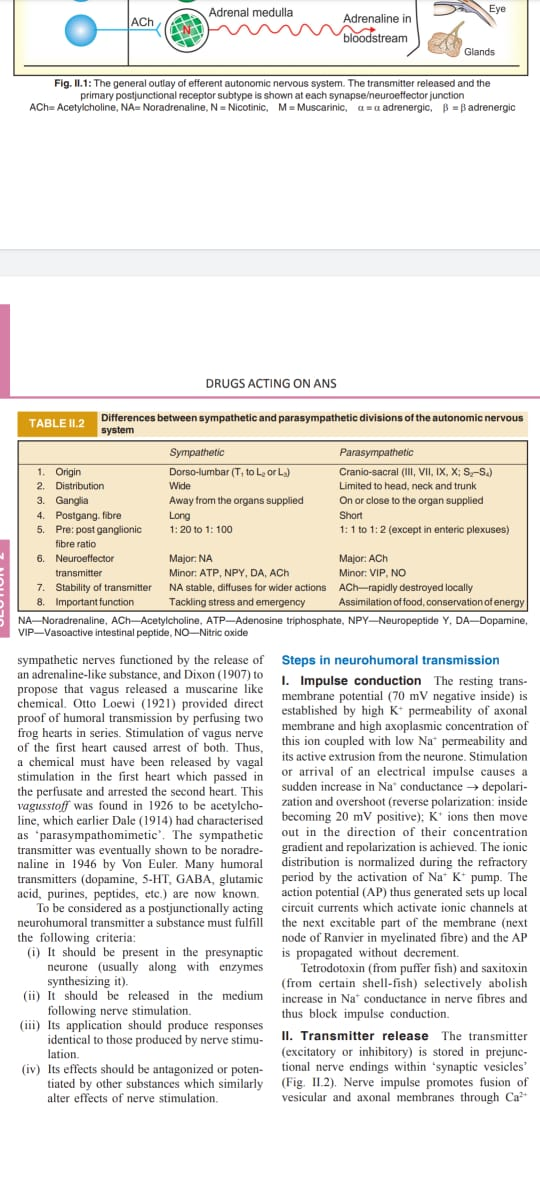 ACh
N
Adrenal medulla
Adrenaline in
bloodstream
Eye
Glands
Fig. II.1: The general outlay of efferent autonomic nervous system. The transmitter released and the
primary postjunctional receptor subtype is shown at each synapse/neuroeffector junction
ACh= Acetylcholine, NA= Noradrenaline, N = Nicotinic, M = Muscarinic, α = α adrenergic, β = β adrenergic
DRUGS ACTING ON ANS
TABLE II.2 Differences between sympathetic and parasympathetic divisions of the autonomic nervous
system
Sympathetic Parasympathetic
1. Origin Dorso-lumbar (T₁ to L₂ or L₃) Cranio-sacral (III, VII, IX, X; S₂–S₄)
2. Distribution Wide Limited to head, neck and trunk
3. Ganglia Away from the organs supplied On or close to the organ supplied
4. Postgang. fibre Long Short
5. Pre: post ganglionic 1: 20 to 1: 100 1: 1 to 1: 2 (except in enteric plexuses)
fibre ratio
6. Neuroeffector Major: NA Major: ACh
transmitter Minor: ATP, NPY, DA, ACh Minor: VIP, NO
7. Stability of transmitter NA stable, diffuses for wider actions ACh—rapidly destroyed locally
8. Important function Tackling stress and emergency Assimilation of food, conservation of energy
NA—Noradrenaline, ACh—Acetylcholine, ATP—Adenosine triphosphate, NPY—Neuropeptide Y, DA—Dopamine,
VIP—Vasoactive intestinal peptide, NO—Nitric oxide
sympathetic nerves functioned by the release of
an adrenaline-like substance, and Dixon (1907) to
propose that vagus released a muscarine like
chemical. Otto Loewi (1921) provided direct
proof of humoral transmission by perfusing two
frog hearts in series. Stimulation of vagus nerve
of the first heart caused arrest of both. Thus,
a chemical must have been released by vagal
stimulation in the first heart which passed in
the perfusate and arrested the second heart. This
vagusstoff was found in 1926 to be acetylcho-
line, which earlier Dale (1914) had characterised
as ‘parasympathomimetic’. The sympathetic
transmitter was eventually shown to be noradre-
naline in 1946 by Von Euler. Many humoral
transmitters (dopamine, 5-HT, GABA, glutamic
acid, purines, peptides, etc.) are now known.
To be considered as a postjunctionally acting
neurohumoral transmitter a substance must fulfill
the following criteria:
(i) It should be present in the presynaptic
neurone (usually along with enzymes
synthesizing it).
(ii) It should be released in the medium
following nerve stimulation.
(iii) Its application should produce responses
identical to those produced by nerve stimu-
lation.
(iv) Its effects should be antagonized or poten-
tiated by other substances which similarly
alter effects of nerve stimulation.
Steps in neurohumoral transmission
I. Impulse conduction The resting trans-
membrane potential (70 mV negative inside) is
established by high K⁺ permeability of axonal
membrane and high axoplasmic concentration of
this ion coupled with low Na⁺ permeability and
its active extrusion from the neurone. Stimulation
or arrival of an electrical impulse causes a
sudden increase in Na⁺ conductance → depolari-
zation and overshoot (reverse polarization: inside
becoming 20 mV positive); K⁺ ions then move
out in the direction of their concentration
gradient and repolarization is achieved. The ionic
distribution is normalized during the refractory
period by the activation of Na⁺ K⁺ pump. The
action potential (AP) thus generated sets up local
circuit currents which activate ionic channels at
the next excitable part of the membrane (next
node of Ranvier in myelinated fibre) and the AP
is propagated without decrement.
Tetrodotoxin (from puffer fish) and saxitoxin
(from certain shell-fish) selectively abolish
increase in Na⁺ conductance in nerve fibres and
thus block impulse conduction.
II. Transmitter release The transmitter
(excitatory or inhibitory) is stored in prejunc-
tional nerve endings within ‘synaptic vesicles’
(Fig. II.2). Nerve impulse promotes fusion of
vesicular and axonal membranes through Ca²⁺